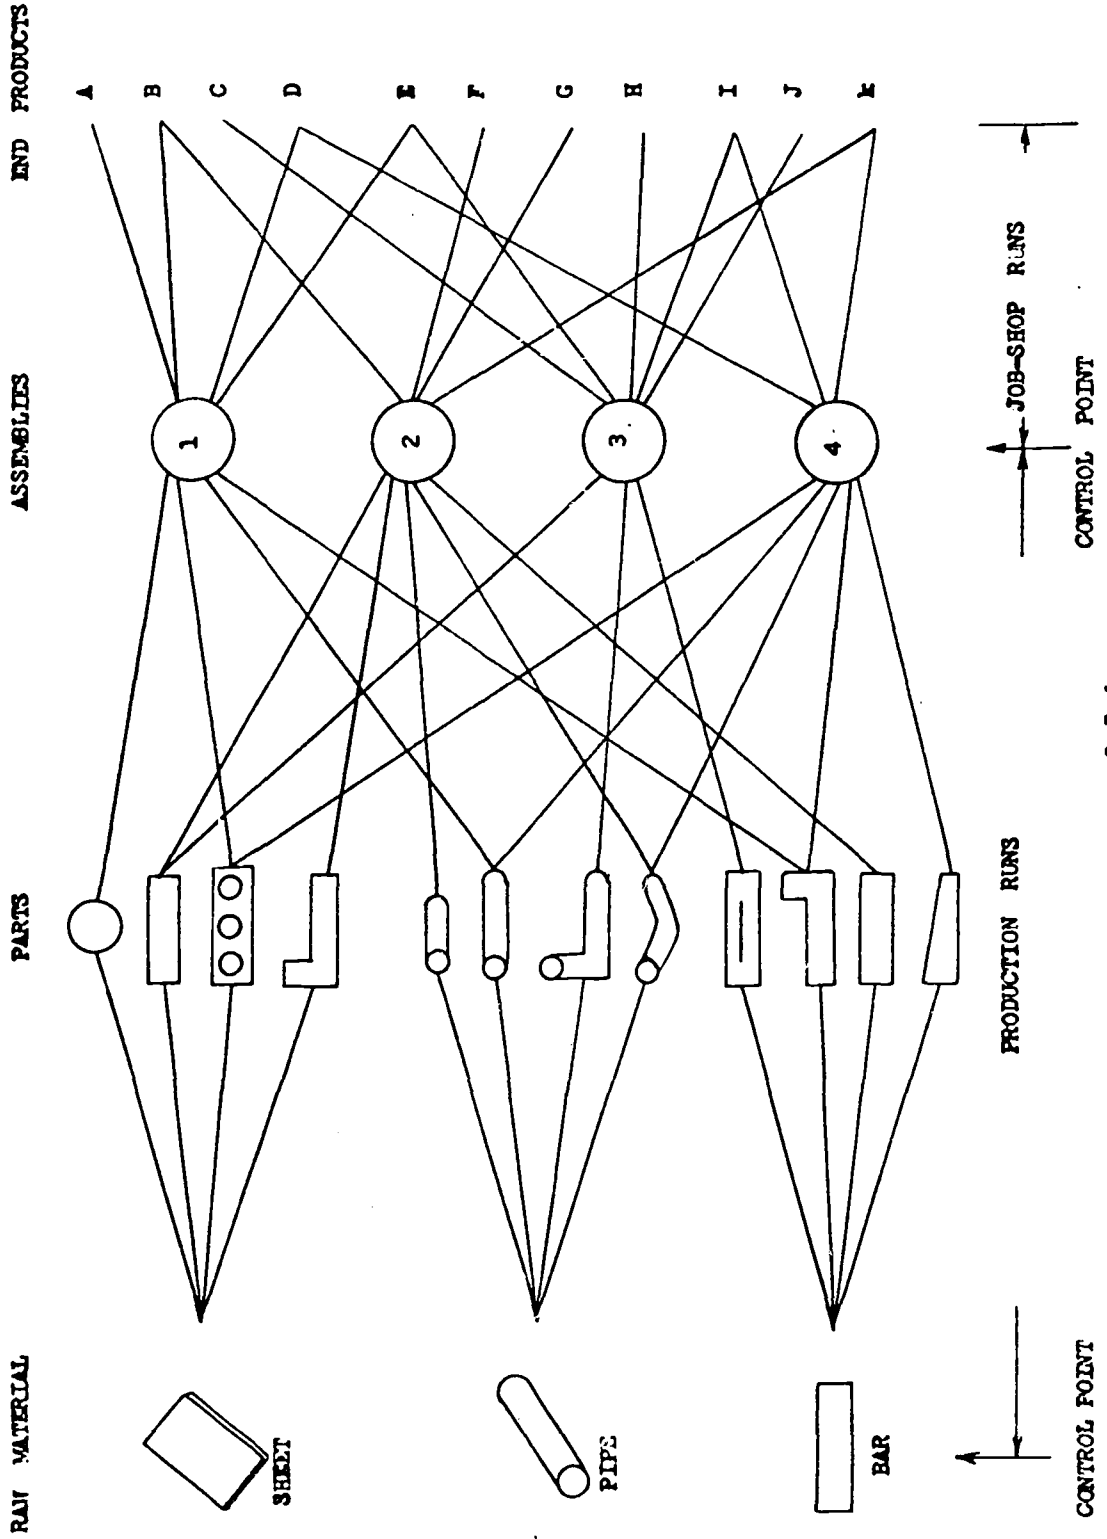 RAW MATERIAL
PARTS
ASSEMBLIES
END PRODUCTS
A
B
C
D
E
F
G
H
I
J
SHEET
PIPE
BAR
1
2
3
4
PRODUCTION RUNS
JOB-SHOP RUNS
CONTROL POINT
CONTROL POINT